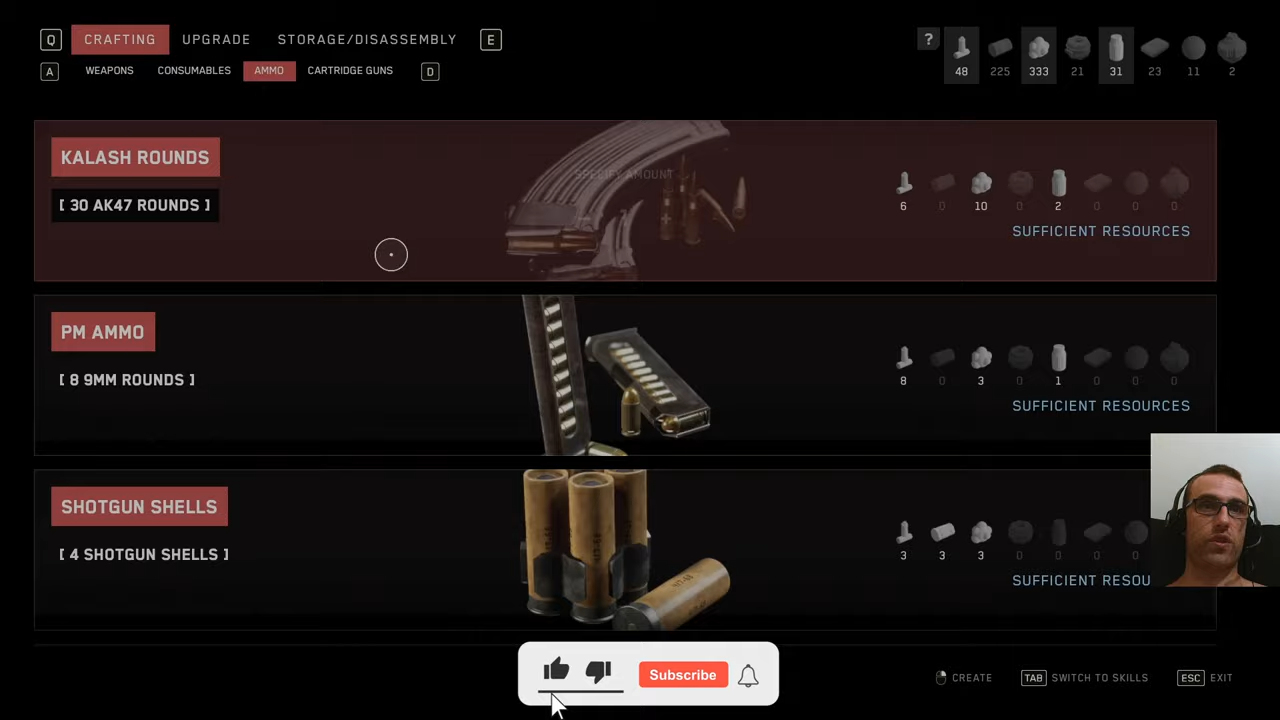 Q CRAFTING UPGRADE STORAGE/DISASSEMBLY E
A WEAPONS CONSUMABLES AMMO CARTRIDGE GUNS D
?
48 225 333 21 31 23 11 2
KALASH ROUNDS
[ 30 AK47 ROUNDS ]
SPECIFY AMOUNT
6 0 10 0 2 0 0 0
SUFFICIENT RESOURCES
PM AMMO
[ 8 9MM ROUNDS ]
8 0 3 0 1 0 0 0
SUFFICIENT RESOURCES
SHOTGUN SHELLS
[ 4 SHOTGUN SHELLS ]
3 3 3 0 0 0 0
SUFFICIENT RESOU
Subscribe
CREATE TAB SWITCH TO SKILLS ESC EXIT